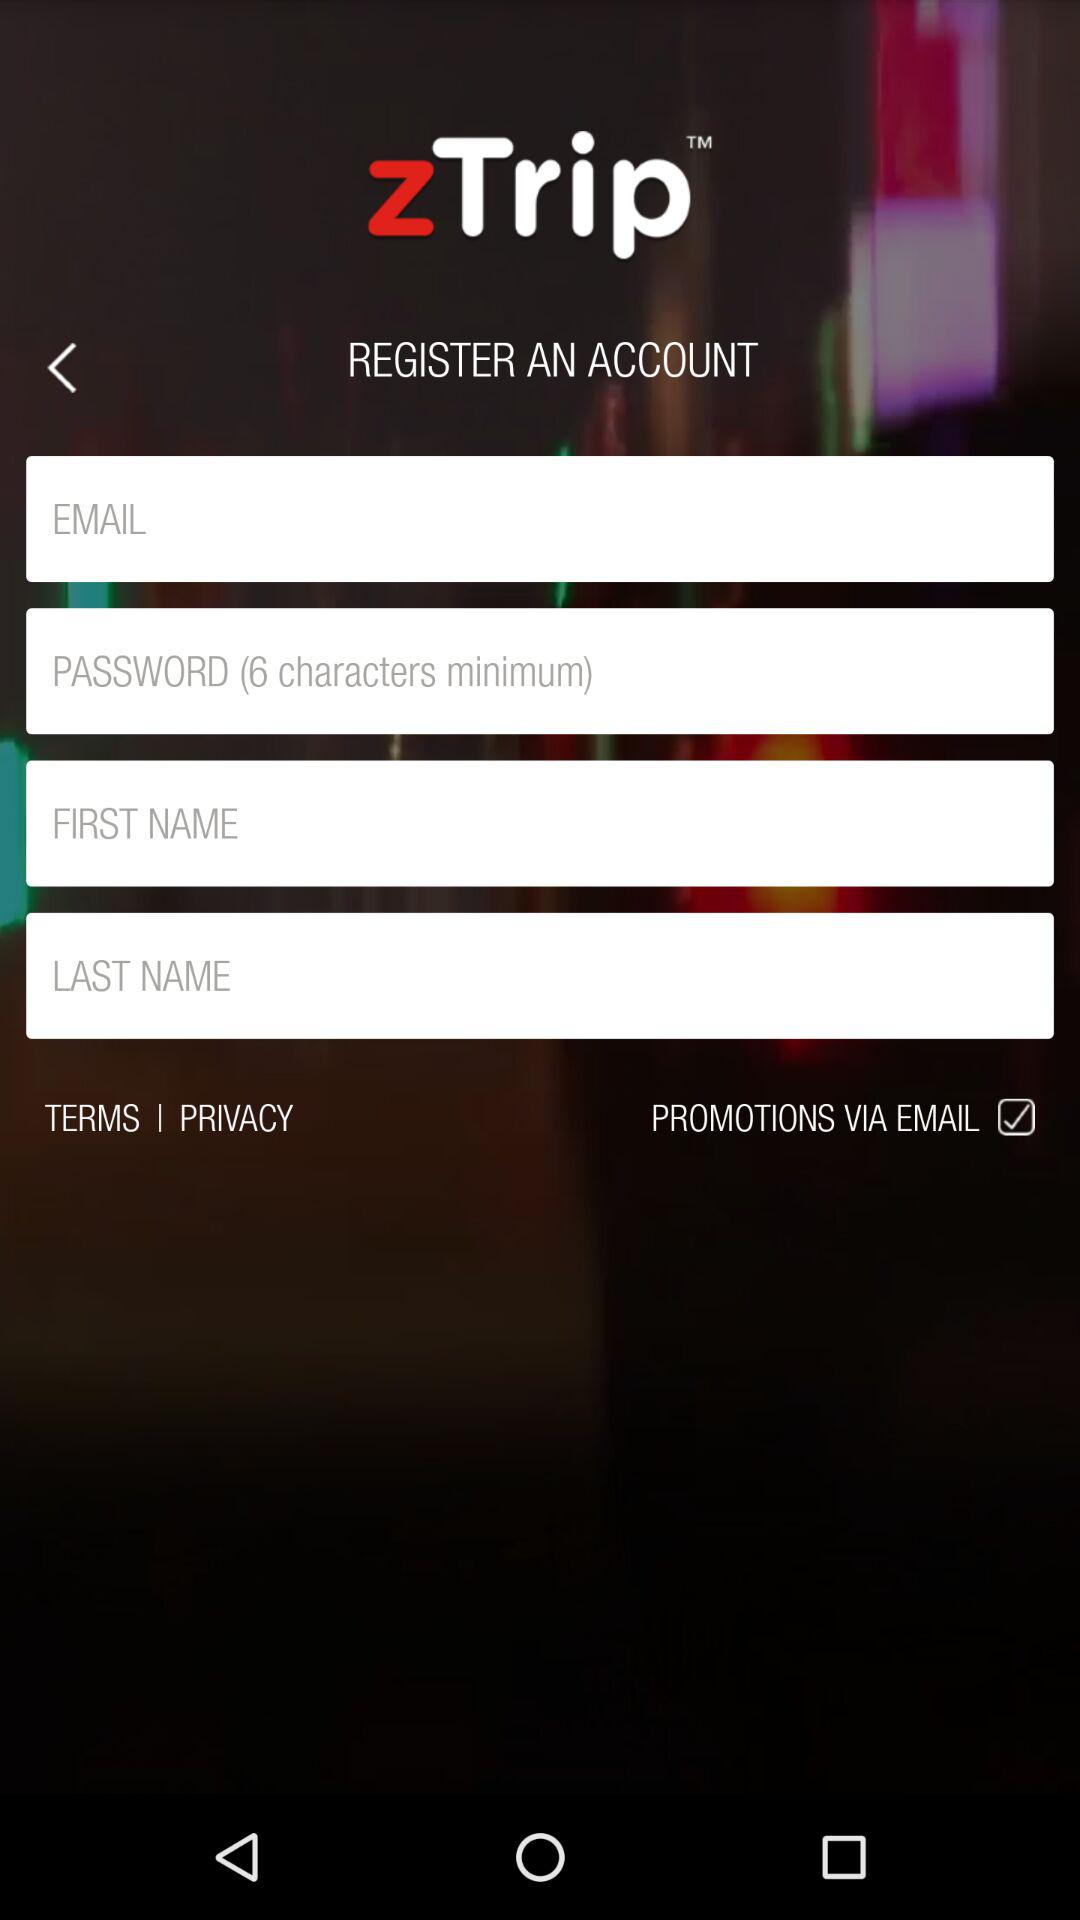 zTrip™
REGISTER AN ACCOUNT
EMAIL
PASSWORD (6 characters minimum)
FIRST NAME
LAST NAME
TERMS | PRIVACY PROMOTIONS VIA EMAIL